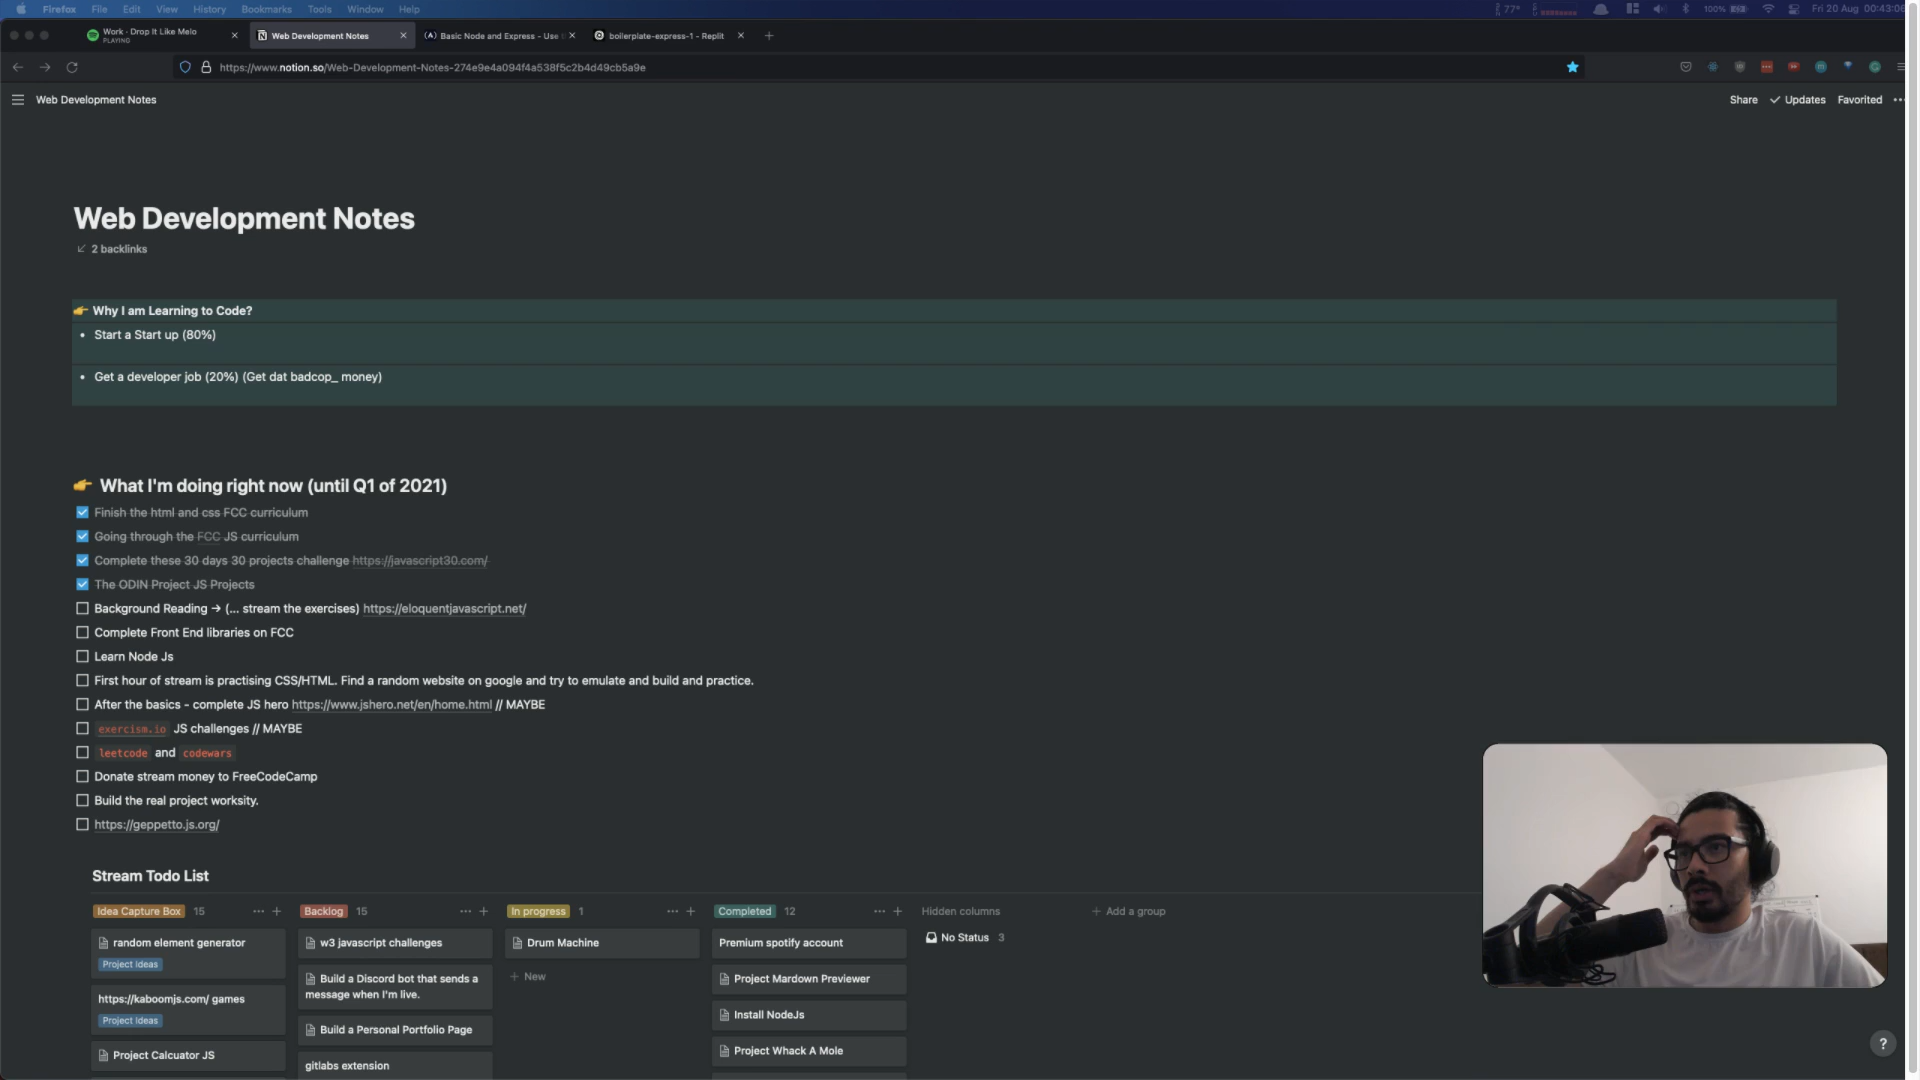 Firefox File Edit View History Bookmarks Tools Window Help 77° 100% Fri 20 Aug 00:43:06
Work - Drop It Like Melo
PLAYING
Web Development Notes
Basic Node and Express - Use
boilerplate-express-1 - Replit
https://www.notion.so/Web-Development-Notes-274e9e4a094f4a538f5c2b4d49cb5a9e
Web Development Notes Share Updates Favorited
Web Development Notes
2 backlinks
Why I am Learning to Code?
• Start a Start up (80%)
• Get a developer job (20%) (Get dat badcop_ money)
What I'm doing right now (until Q1 of 2021)
Finish the html and css FCC curriculum
Going through the FCC JS curriculum
Complete these 30 days 30 projects challenge https://javascript30.com/
The ODIN Project JS Projects
Background Reading → (... stream the exercises) https://eloquentjavascript.net/
Complete Front End libraries on FCC
Learn Node Js
First hour of stream is practising CSS/HTML. Find a random website on google and try to emulate and build and practice.
After the basics - complete JS hero https://www.jshero.net/en/home.html // MAYBE
exercism.io JS challenges // MAYBE
leetcode and codewars
Donate stream money to FreeCodeCamp
Build the real project worksity.
https://geppetto.js.org/
Stream Todo List
Idea Capture Box 15
random element generator
Project Ideas
https://kaboomjs.com/ games
Project Ideas
Project Calcuator JS
Backlog 15
w3 javascript challenges
Build a Discord bot that sends a
message when I'm live.
Build a Personal Portfolio Page
gitlabs extension
In progress 1
Drum Machine
+ New
Completed 12
Premium spotify account
Project Mardown Previewer
Install NodeJs
Project Whack A Mole
Hidden columns
No Status 3
+ Add a group
?